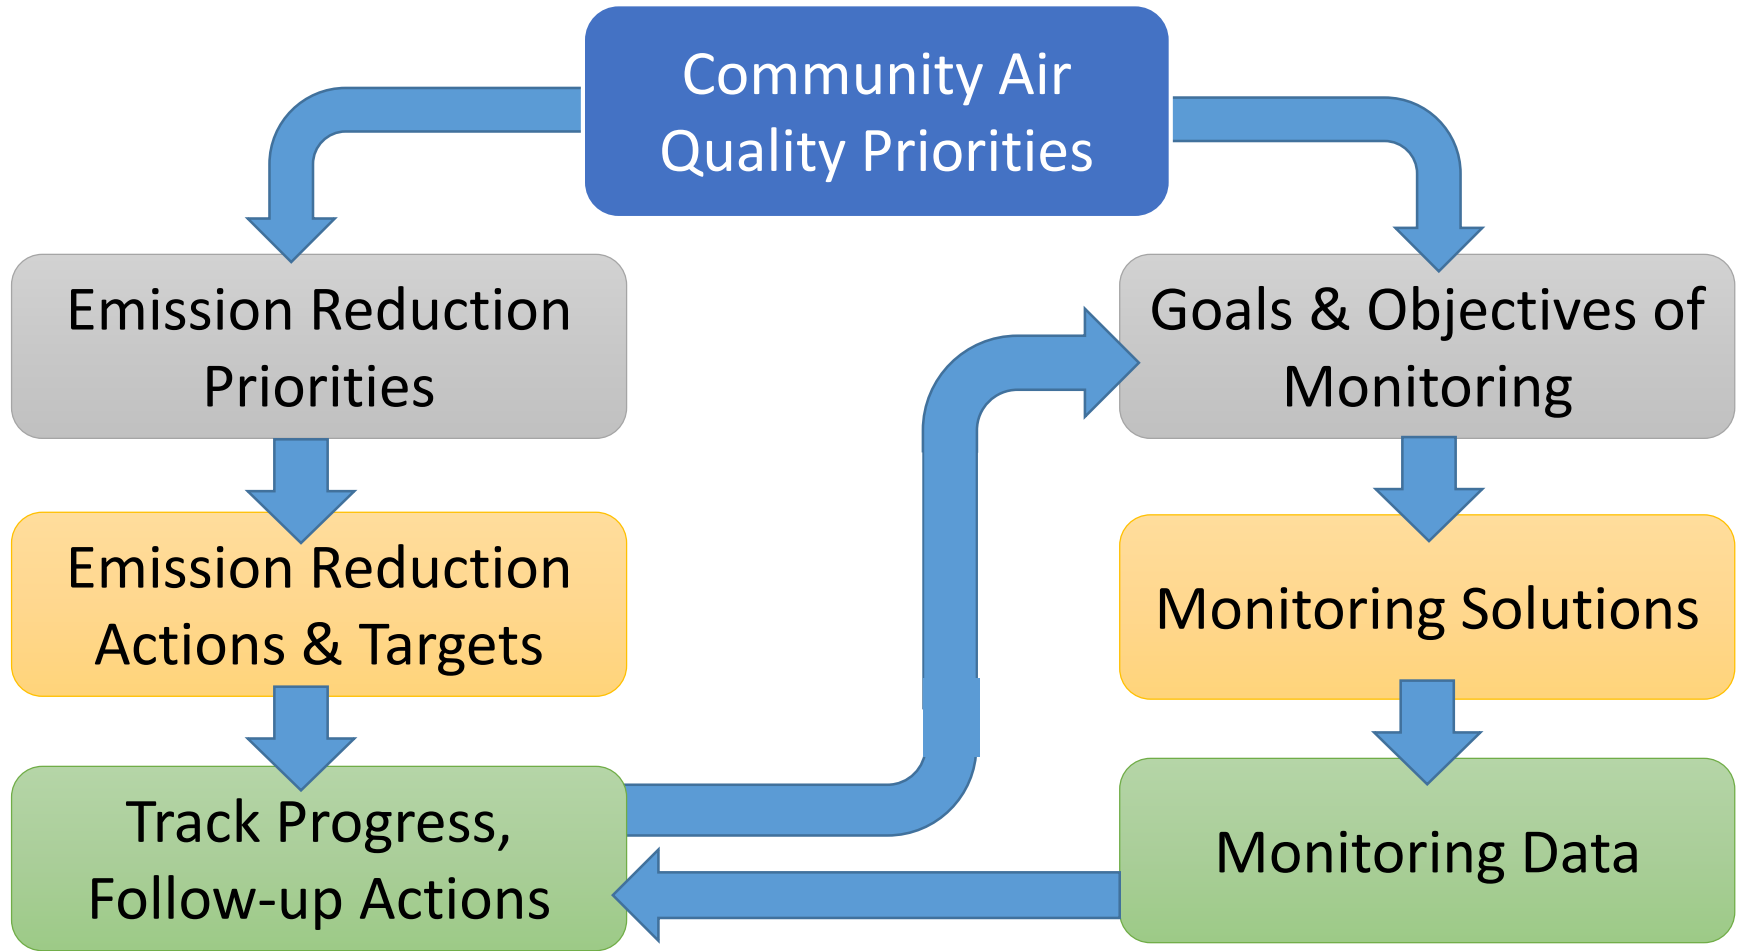 Community Air
Quality Priorities
Emission Reduction
Priorities
Goals & Objectives of
Monitoring
Emission Reduction
Actions & Targets
Monitoring Solutions
Track Progress,
Follow-up Actions
Monitoring Data